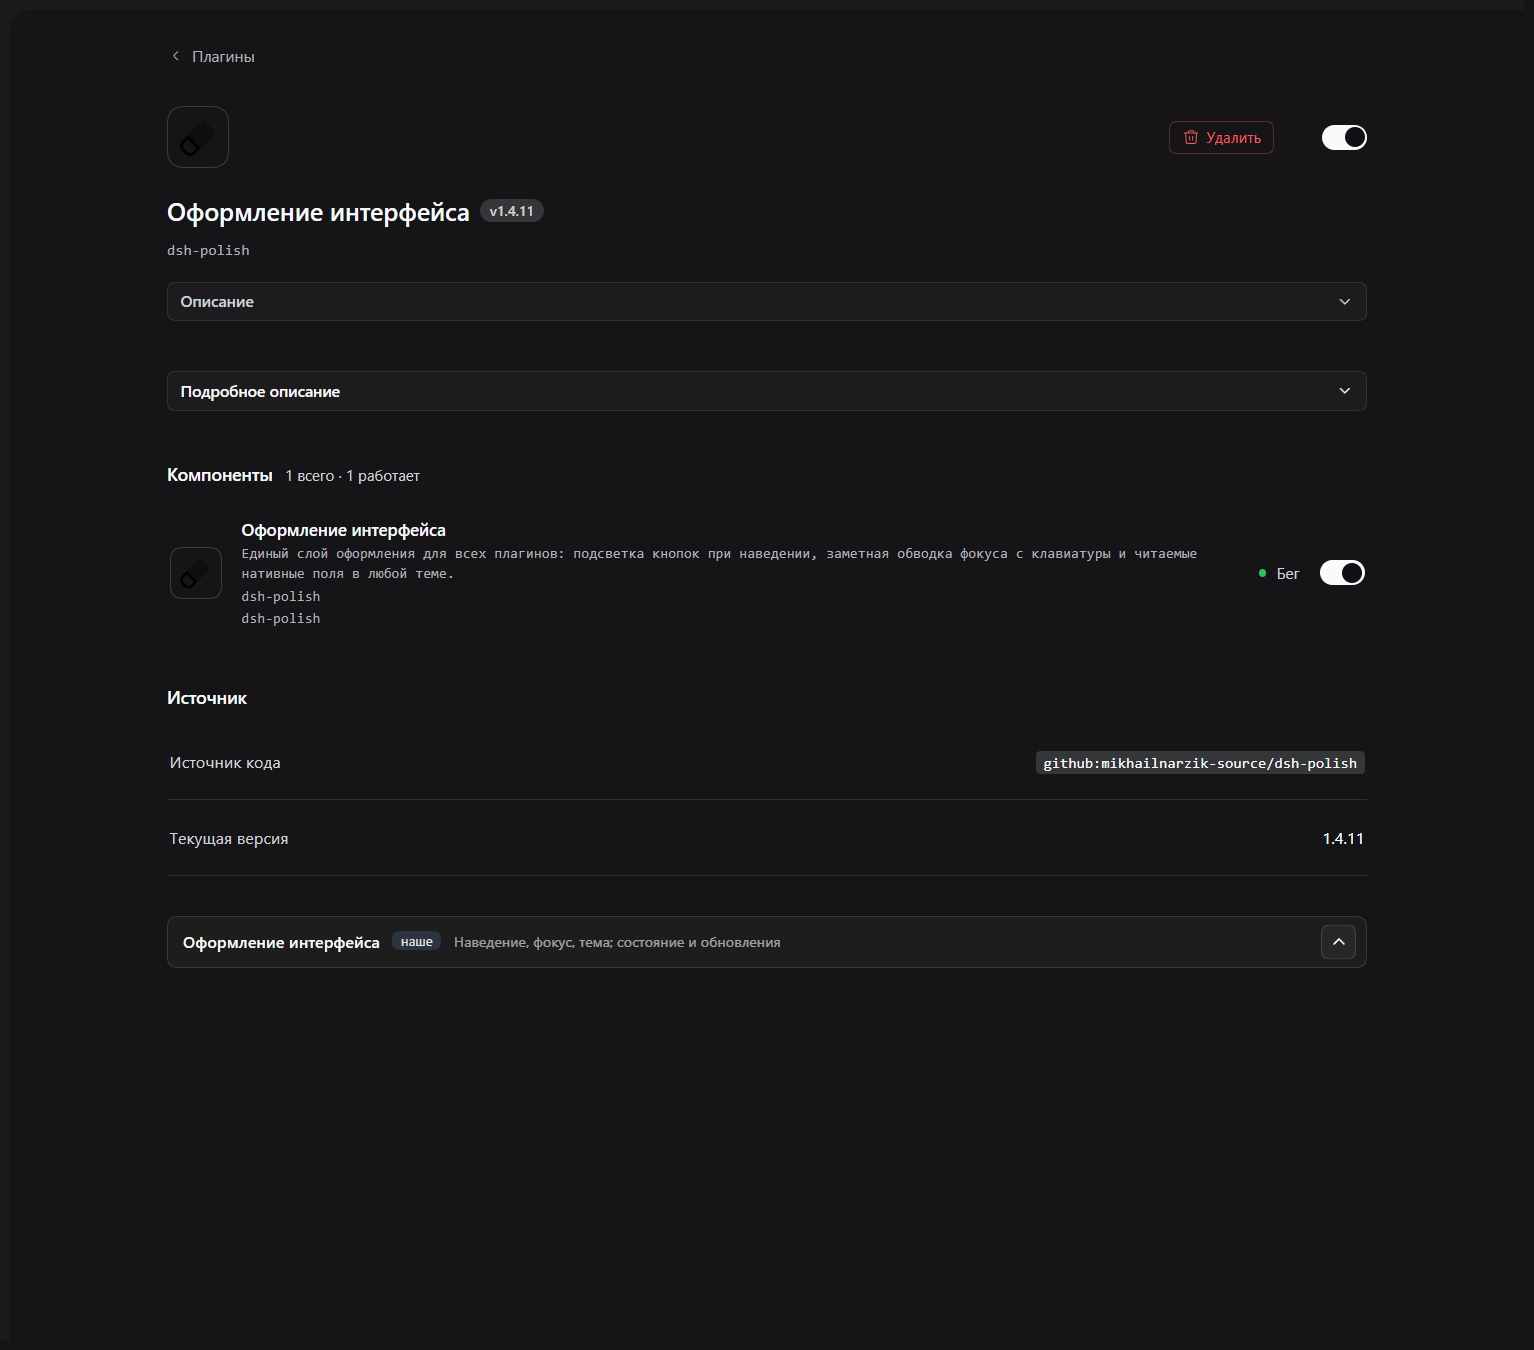 Плагины
Удалить
Оформление интерфейса v1.4.11
dsh-polish
Описание
Подробное описание
Компоненты 1 всего · 1 работает
Оформление интерфейса
Единый слой оформления для всех плагинов: подсветка кнопок при наведении, заметная обводка фокуса с клавиатуры и читаемые
нативные поля в любой теме.
dsh-polish
dsh-polish
Бег
Источник
Источник кода github:mikhailnarzik-source/dsh-polish
Текущая версия 1.4.11
Оформление интерфейса наше Наведение, фокус, тема; состояние и обновления